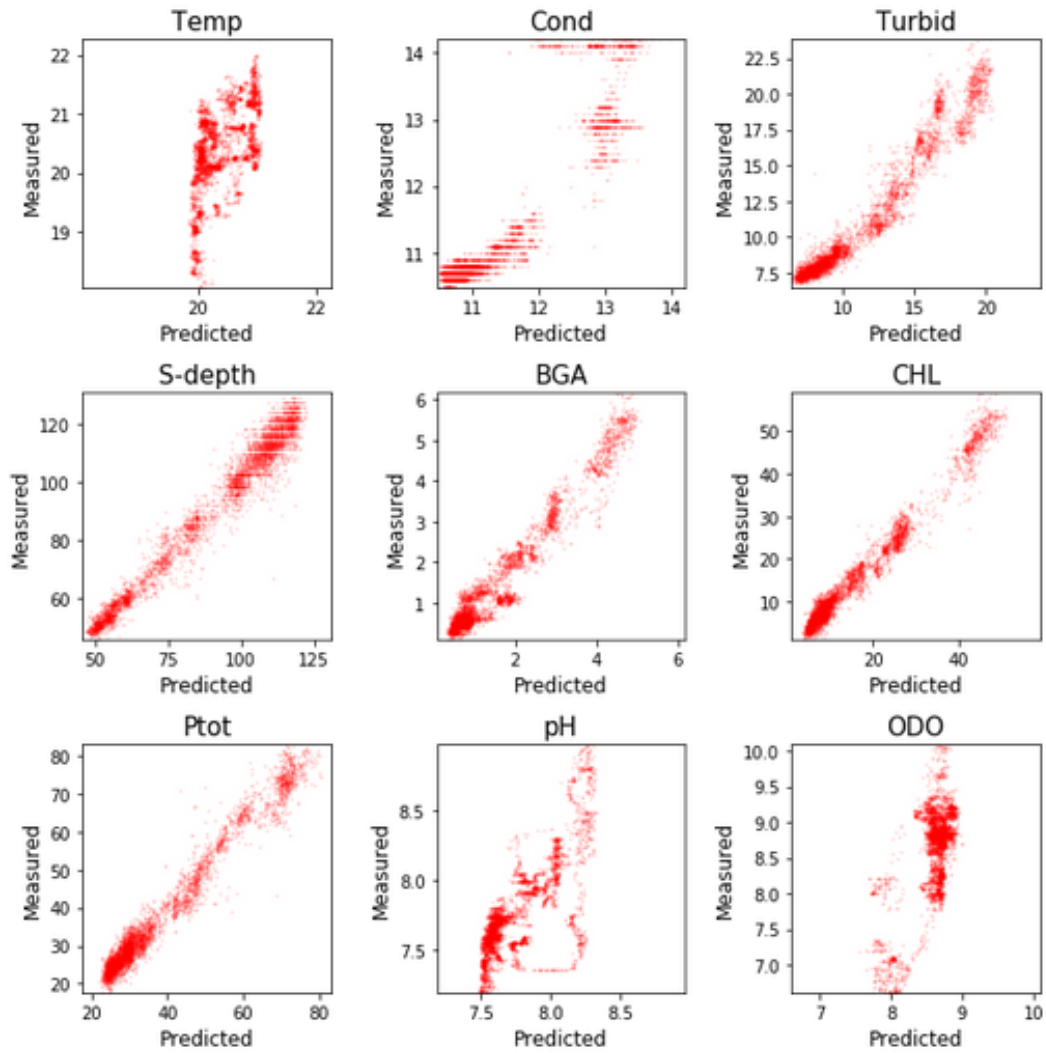 Temp
Cond
Turbid
22
21
20
19
Measured
20
22
Predicted
14
13
12
11
Measured
11
12
13
14
Predicted
22.5
20.0
17.5
15.0
12.5
10.0
7.5
Measured
10
15
20
Predicted
S-depth
BGA
CHL
120
100
80
60
Measured
50
75
100
125
Predicted
6
5
4
3
2
1
Measured
2
4
6
Predicted
50
40
30
20
10
Measured
20
40
Predicted
Ptot
pH
ODO
80
70
60
50
40
30
20
Measured
20
40
60
80
Predicted
8.5
8.0
7.5
Measured
7.5
8.0
8.5
Predicted
10.0
9.5
9.0
8.5
8.0
7.5
7.0
Measured
7
8
9
10
Predicted